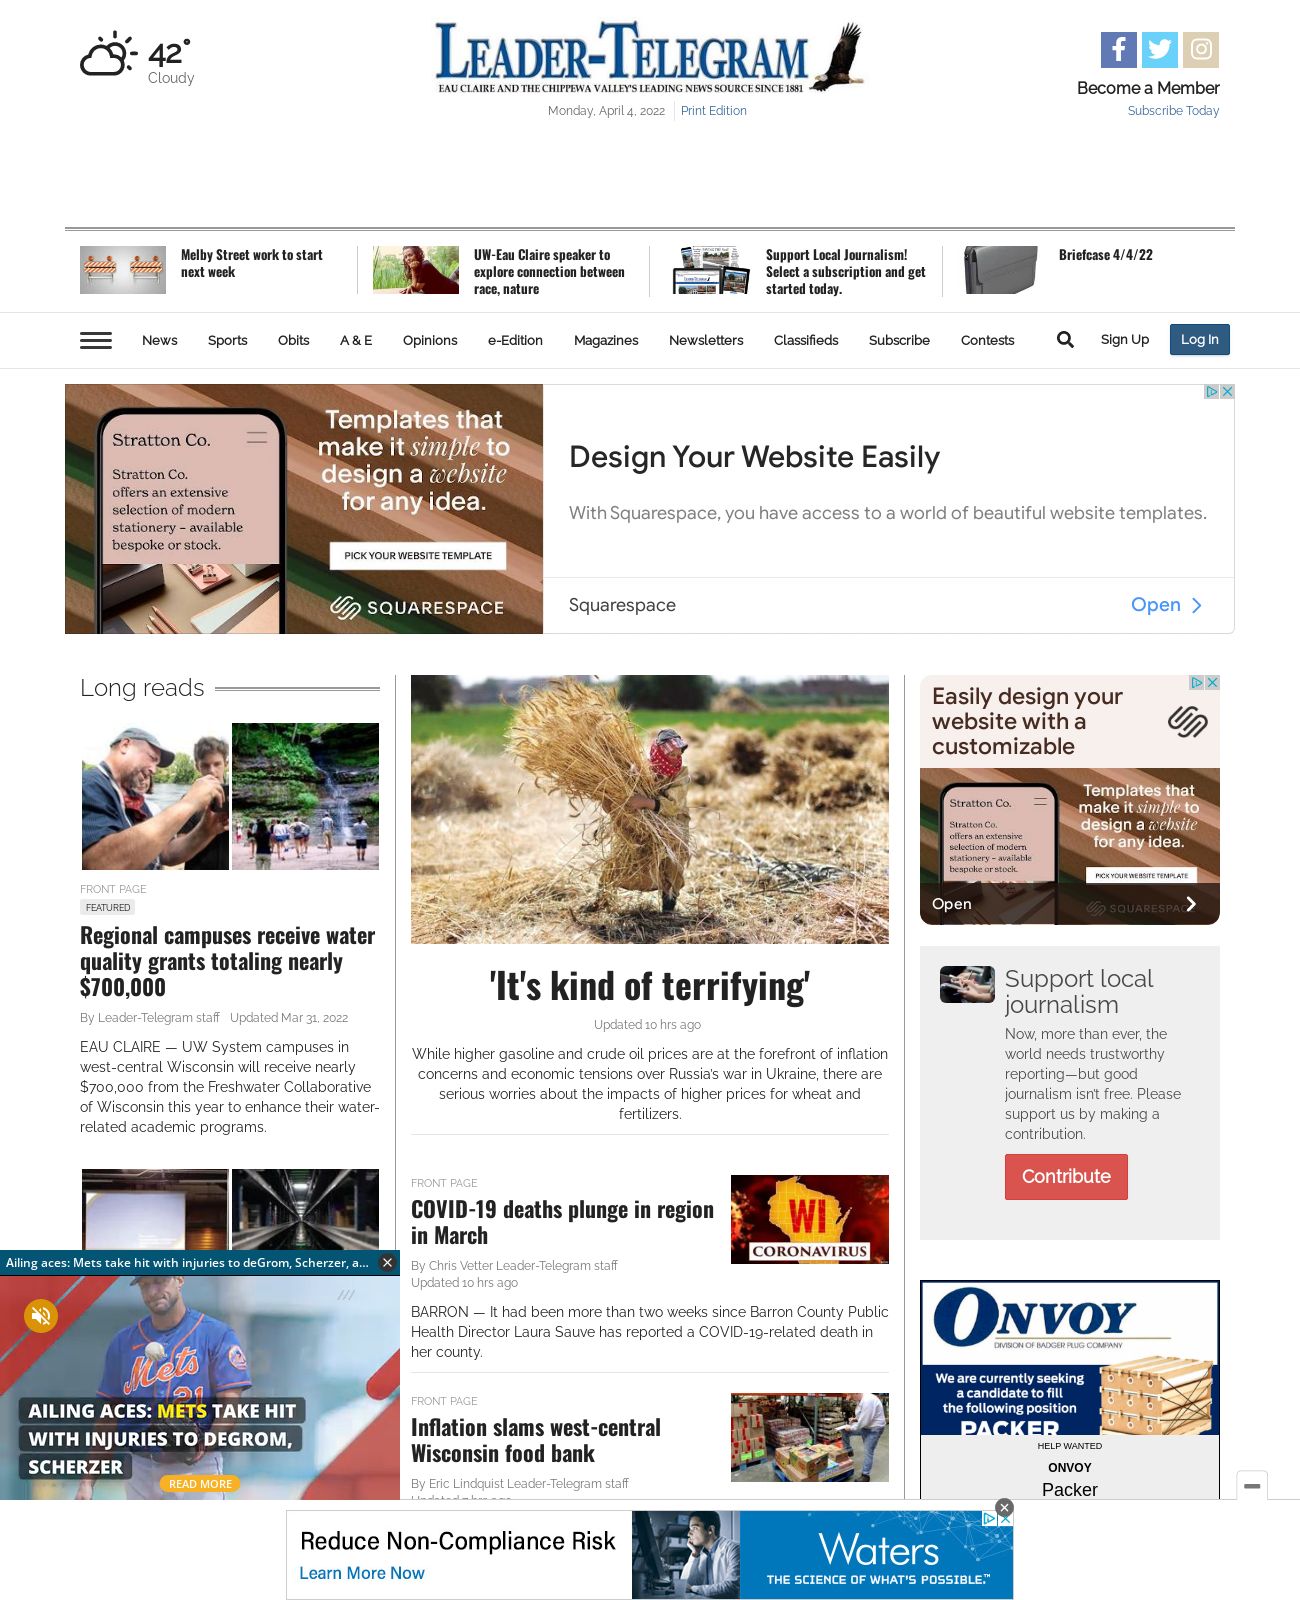 42°
Cloudy
LEADER-TELEGRAM
EAU CLAIRE AND THE CHIPPEWA VALLEY'S LEADING NEWS SOURCE SINCE 1881
Monday, April 4, 2022
Print Edition
Become a Member
Subscribe Today
Melby Street work to start
next week
UW-Eau Claire speaker to
explore connection between
race, nature
Support Local Journalism!
Select a subscription and get
started today.
Briefcase 4/4/22
News
Sports
Obits
A & E
Opinions
e-Edition
Magazines
Newsletters
Classifieds
Subscribe
Contests
Sign Up
Log In
Stratton Co.
Stratton Co.
offers an extensive
selection of modern
stationery – available
bespoke or stock.
Templates that
make it simple to
design a website
for any idea.
PICK YOUR WEBSITE TEMPLATE
SQUARESPACE
Design Your Website Easily
With Squarespace, you have access to a world of beautiful website templates.
Squarespace
Open
Long reads
FRONT PAGE
FEATURED
Regional campuses receive water
quality grants totaling nearly
$700,000
By Leader-Telegram staff Updated Mar 31, 2022
EAU CLAIRE — UW System campuses in
west-central Wisconsin will receive nearly
$700,000 from the Freshwater Collaborative
of Wisconsin this year to enhance their water-
related academic programs.
Ailing aces: Mets take hit with injuries to deGrom, Scherzer, a...
Mets
21
AILING ACES: METS TAKE HIT
WITH INJURIES TO DEGROM,
SCHERZER
READ MORE
'It's kind of terrifying'
Updated 10 hrs ago
While higher gasoline and crude oil prices are at the forefront of inflation
concerns and economic tensions over Russia's war in Ukraine, there are
serious worries about the impacts of higher prices for wheat and
fertilizers.
FRONT PAGE
COVID-19 deaths plunge in region
in March
By Chris Vetter Leader-Telegram staff
Updated 10 hrs ago
WI
CORONAVIRUS
BARRON — It had been more than two weeks since Barron County Public
Health Director Laura Sauve has reported a COVID-19-related death in
her county.
FRONT PAGE
Inflation slams west-central
Wisconsin food bank
By Eric Lindquist Leader-Telegram staff
Updated 7 hrs ago
Easily design your
website with a
customizable
Stratton Co.
Stratton Co.
offers an extensive
selection of modern
stationery – available
bespoke or stock.
Templates that
make it simple to
design a website
for any idea.
PICK YOUR WEBSITE TEMPLATE
SQUARESPACE
Open
Support local
journalism
Now, more than ever, the
world needs trustworthy
reporting—but good
journalism isn't free. Please
support us by making a
contribution.
Contribute
ONVOY
DIVISION OF BADGER PLUG COMPANY
We are currently seeking
a candidate to fill
the following position
PACKER
HELP WANTED
ONVOY
Packer
Reduce Non-Compliance Risk
Learn More Now
Waters
THE SCIENCE OF WHAT'S POSSIBLE.™